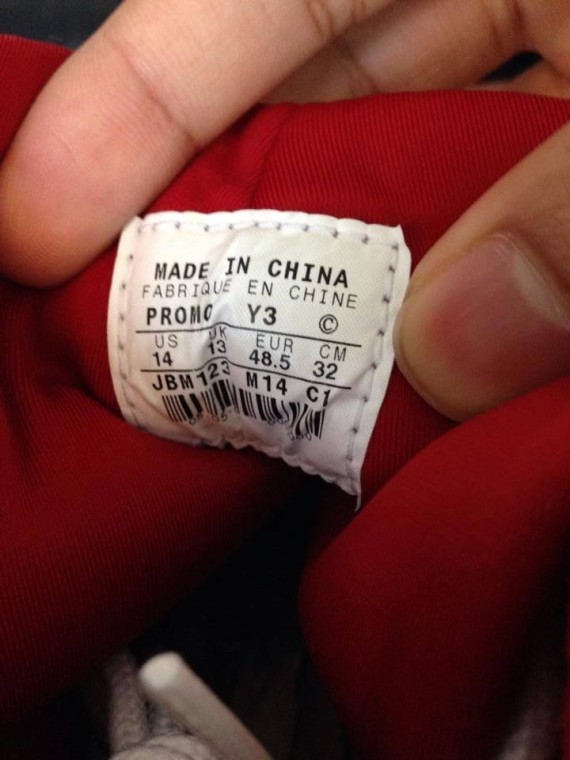 MADE IN CHINA
FABRIQUE EN CHINE
PROMO Y3 ©
US UK EUR CM
14 13 48.5 32
JBM123 M14 C1